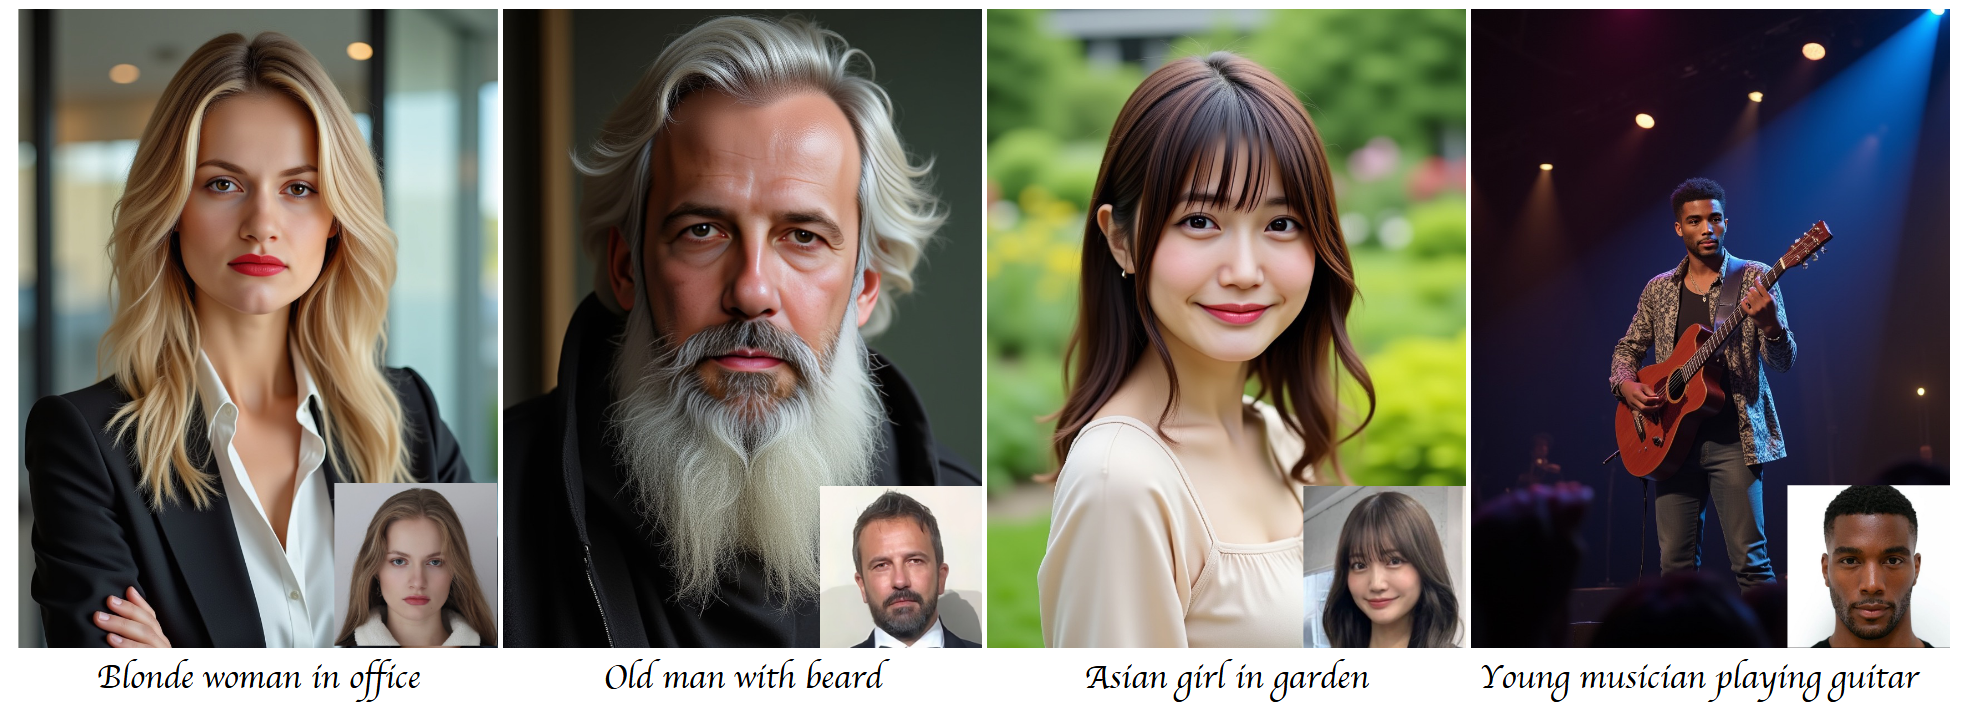 Blonde woman in office
Old man with beard
Asian girl in garden
Young musician playing guitar